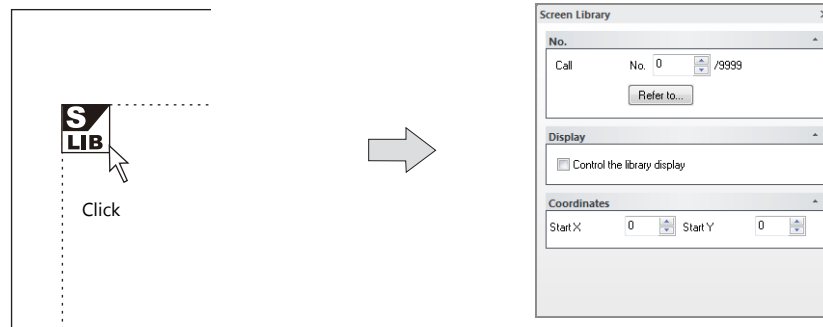 S
LIB
Click
Screen Library
No.
Call No. 0 /9999
Refer to...
Display
Control the library display
Coordinates
Start X 0 Start Y 0